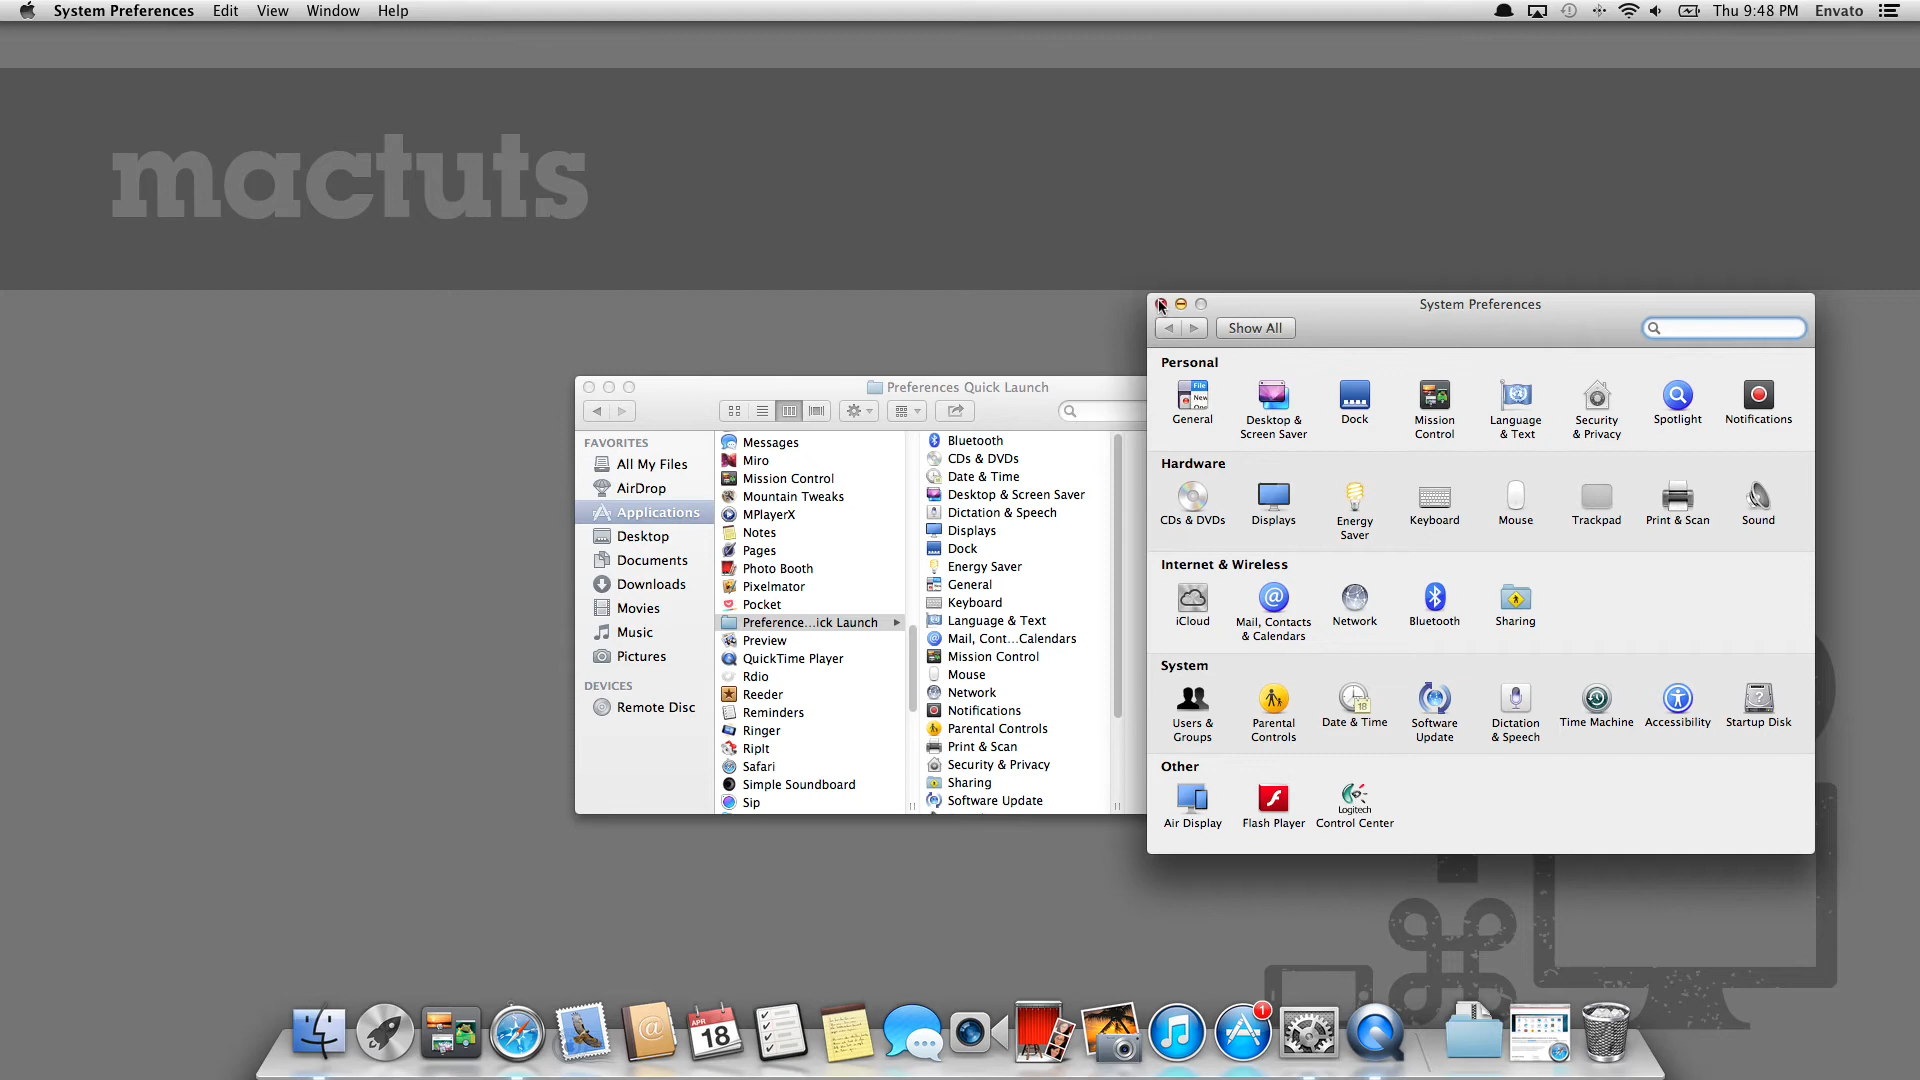 System Preferences Edit View Window Help
Thu 9:48 PM Envato
mactuts
System Preferences
Show All
Personal
General
Desktop &
Screen Saver
Dock
Mission
Control
Language
& Text
Security
& Privacy
Spotlight
Notifications
Hardware
CDs & DVDs
Displays
Energy
Saver
Keyboard
Mouse
Trackpad
Print & Scan
Sound
Internet & Wireless
iCloud
Mail, Contacts
& Calendars
Network
Bluetooth
Sharing
System
Users &
Groups
Parental
Controls
Date & Time
Software
Update
Dictation
& Speech
Time Machine
Accessibility
Startup Disk
Other
Air Display
Flash Player
Logitech
Control Center
Preferences Quick Launch
FAVORITES
All My Files
AirDrop
Applications
Desktop
Documents
Downloads
Movies
Music
Pictures
DEVICES
Remote Disc
Messages
Miro
Mission Control
Mountain Tweaks
MPlayerX
Notes
Pages
Photo Booth
Pixelmator
Pocket
Preference...ick Launch
Preview
QuickTime Player
Rdio
Reeder
Reminders
Ringer
RipIt
Safari
Simple Soundboard
Sip
Bluetooth
CDs & DVDs
Date & Time
Desktop & Screen Saver
Dictation & Speech
Displays
Dock
Energy Saver
General
Keyboard
Language & Text
Mail, Cont...Calendars
Mission Control
Mouse
Network
Notifications
Parental Controls
Print & Scan
Security & Privacy
Sharing
Software Update
APR
18
1